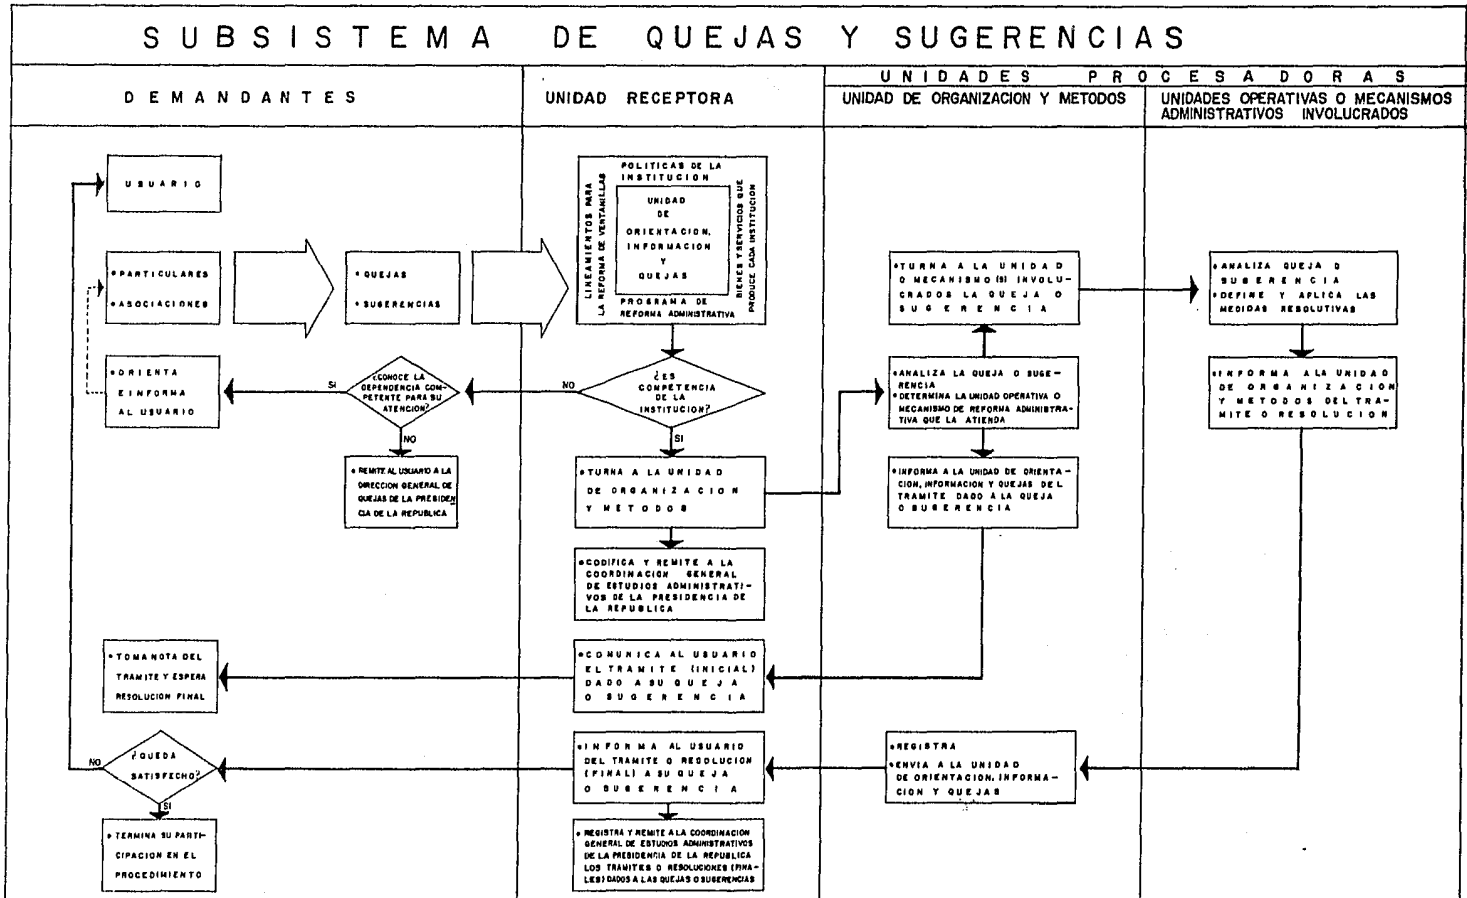 SUBSISTEMA DE QUEJAS Y SUGERENCIAS
DEMANDANTES
UNIDAD RECEPTORA
UNIDADES PROCESADORAS
UNIDAD DE ORGANIZACION Y METODOS
UNIDADES OPERATIVAS O MECANISMOS
ADMINISTRATIVOS INVOLUCRADOS
USUARIO
• PARTICULARES
• ASOCIACIONES
• QUEJAS
• SUGERENCIAS
POLITICAS DE LA
INSTITUCION
LINEAMIENTOS PARA
LA REFORMA DE VENTANILLAS
UNIDAD
DE
ORIENTACION,
INFORMACION
Y
QUEJAS
BIENES Y SERVICIOS QUE
PRODUCE CADA INSTITUCION
PROGRAMA DE
REFORMA ADMINISTRATIVA
• TURNA A LA UNIDAD
O MECANISMO(S) INVOLU-
CRADOS LA QUEJA O
SUGERENCIA
• ANALIZA QUEJA O
SUGERENCIA
• DEFINE Y APLICA LAS
MEDIDAS RESOLUTIVAS
• ORIENTA
E INFORMA
AL USUARIO
SI
¿CONOCE LA
DEPENDENCIA COM-
PETENTE PARA SU
ATENCION?
NO
¿ES
COMPETENCIA
DE LA
INSTITUCION?
• ANALIZA LA QUEJA O SUGE-
RENCIA
• DETERMINA LA UNIDAD OPERATIVA O
MECANISMO DE REFORMA ADMINISTRA-
TIVA QUE LA ATIENDA
• INFORMA A LA UNIDAD
DE ORGANIZACION
Y METODOS DEL TRA-
MITE O RESOLUCION
NO
SI
• REMITE AL USUARIO A LA
DIRECCION GENERAL DE
QUEJAS DE LA PRESIDEN
CIA DE LA REPUBLICA
• TURNA A LA UNIDAD
DE ORGANIZACION
Y METODOS
• INFORMA A LA UNIDAD DE ORIENTA-
CION, INFORMACION Y QUEJAS DEL
TRAMITE DADO A LA QUEJA
O SUGERENCIA
• CODIFICA Y REMITE A LA
COORDINACION GENERAL
DE ESTUDIOS ADMINISTRATI-
VOS DE LA PRESIDENCIA DE
LA REPUBLICA
• TOMA NOTA DEL
TRAMITE Y ESPERA
RESOLUCION FINAL
• COMUNICA AL USUARIO
EL TRAMITE (INICIAL)
DADO A SU QUEJA
O SUGERENCIA
NO
¿QUEDA
SATISFECHO?
• INFORMA AL USUARIO
DEL TRAMITE O RESOLUCION
(FINAL) A SU QUEJA
O SUGERENCIA
• REGISTRA
• ENVIA A LA UNIDAD
DE ORIENTACION, INFORMA-
CION Y QUEJAS
SI
• TERMINA SU PARTI-
CIPACION EN EL
PROCEDIMIENTO
• REGISTRA Y REMITE A LA COORDINACION
GENERAL DE ESTUDIOS ADMINISTRATIVOS
DE LA PRESIDENCIA DE LA REPUBLICA
LOS TRAMITES O RESOLUCIONES (FINA-
LES) DADOS A LAS QUEJAS O SUGERENCIAS